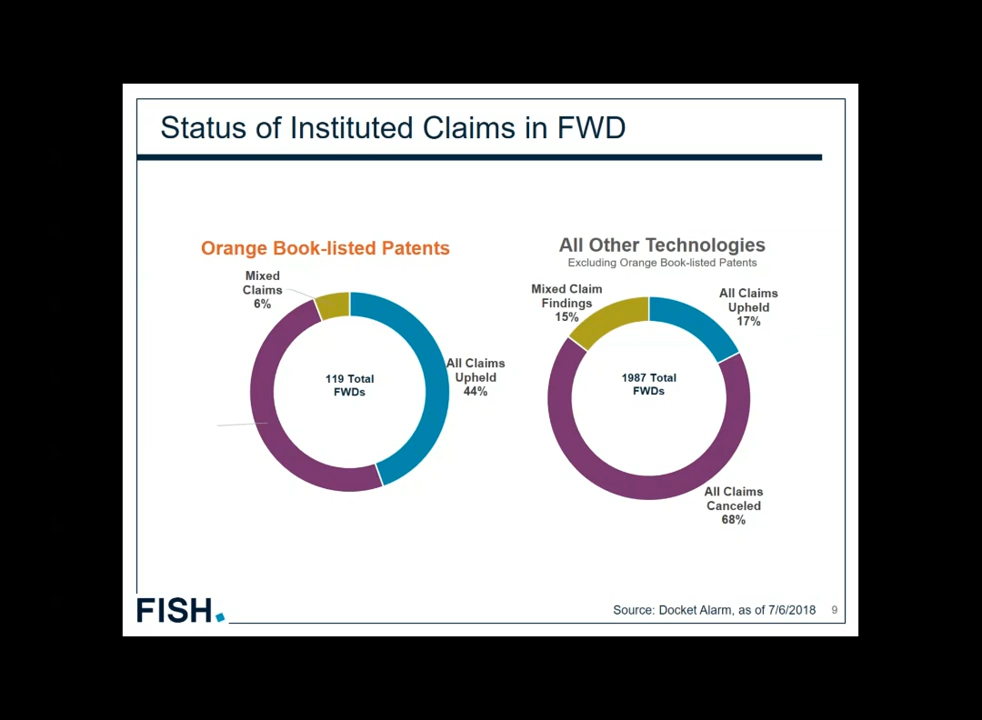 Status of Instituted Claims in FWD
Orange Book-listed Patents
Mixed
Claims
6%
119 Total
FWDs
All Claims
Upheld
44%
All Other Technologies
Excluding Orange Book-listed Patents
Mixed Claim
Findings
15%
All Claims
Upheld
17%
1987 Total
FWDs
All Claims
Canceled
68%
FISH.
Source: Docket Alarm, as of 7/6/2018
9